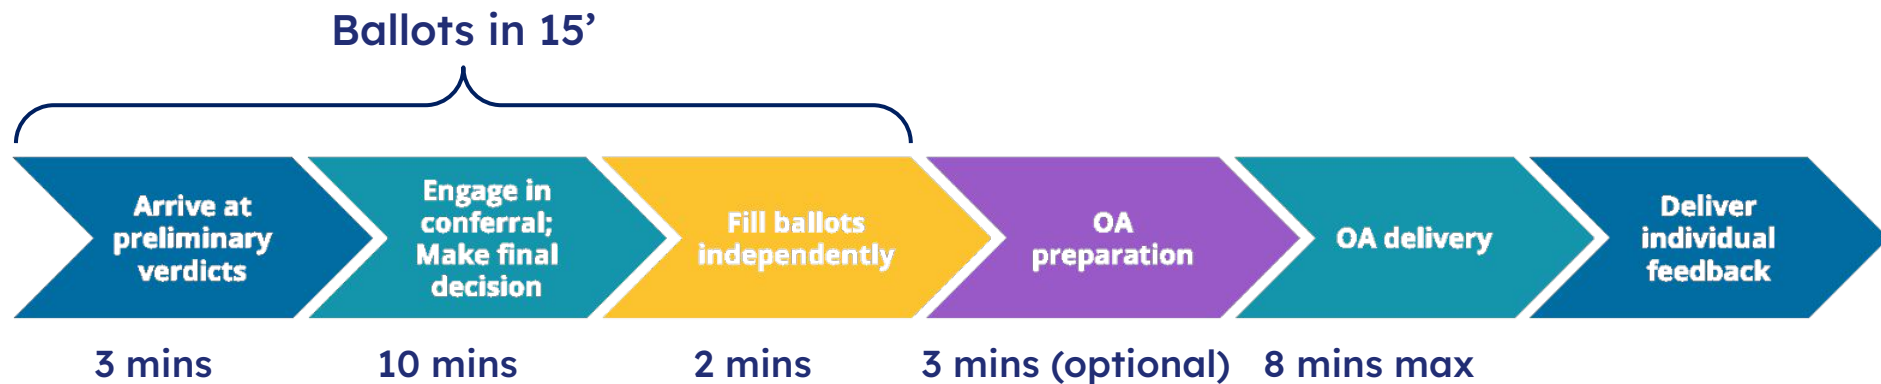 Ballots in 15’
Arrive at
preliminary
verdicts
Engage in
conferral;
Make final
decision
Fill ballots
independently
OA
preparation
OA delivery
Deliver
individual
feedback
3 mins
10 mins
2 mins
3 mins (optional)
8 mins max